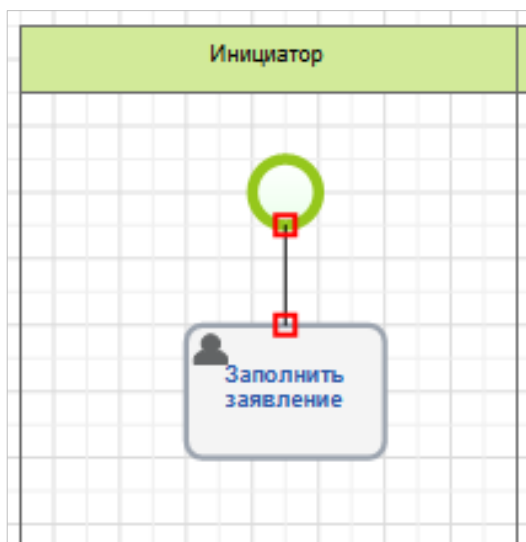 Инициатор
Заполнить
заявление